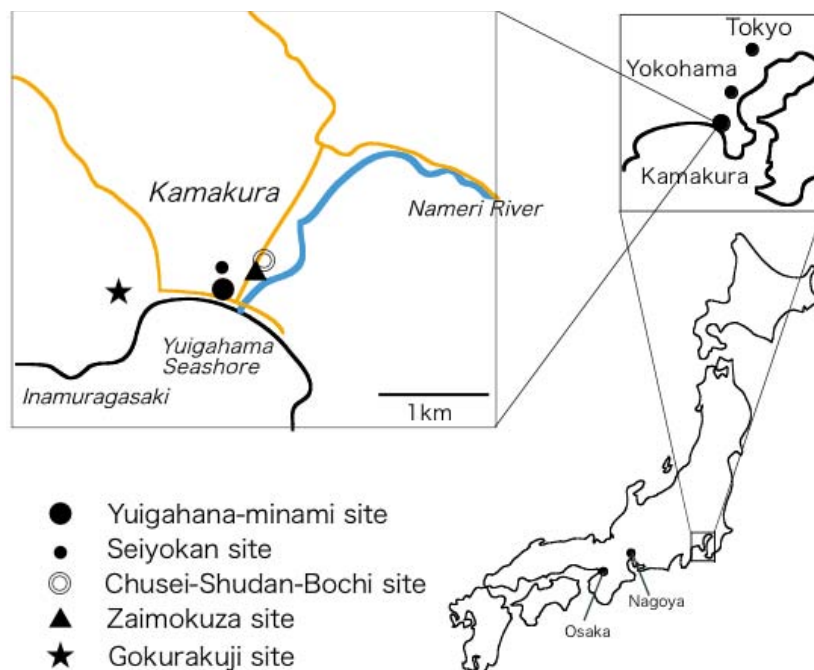 Tokyo
Yokohama
Kamakura
Kamakura
Nameri River
Yuigahama
Seashore
Inamuragasaki
1km
Yuigahana-minami site
Seiyokan site
Chusei-Shudan-Bochi site
Zaimokuza site
Gokurakuji site
Nagoya
Osaka